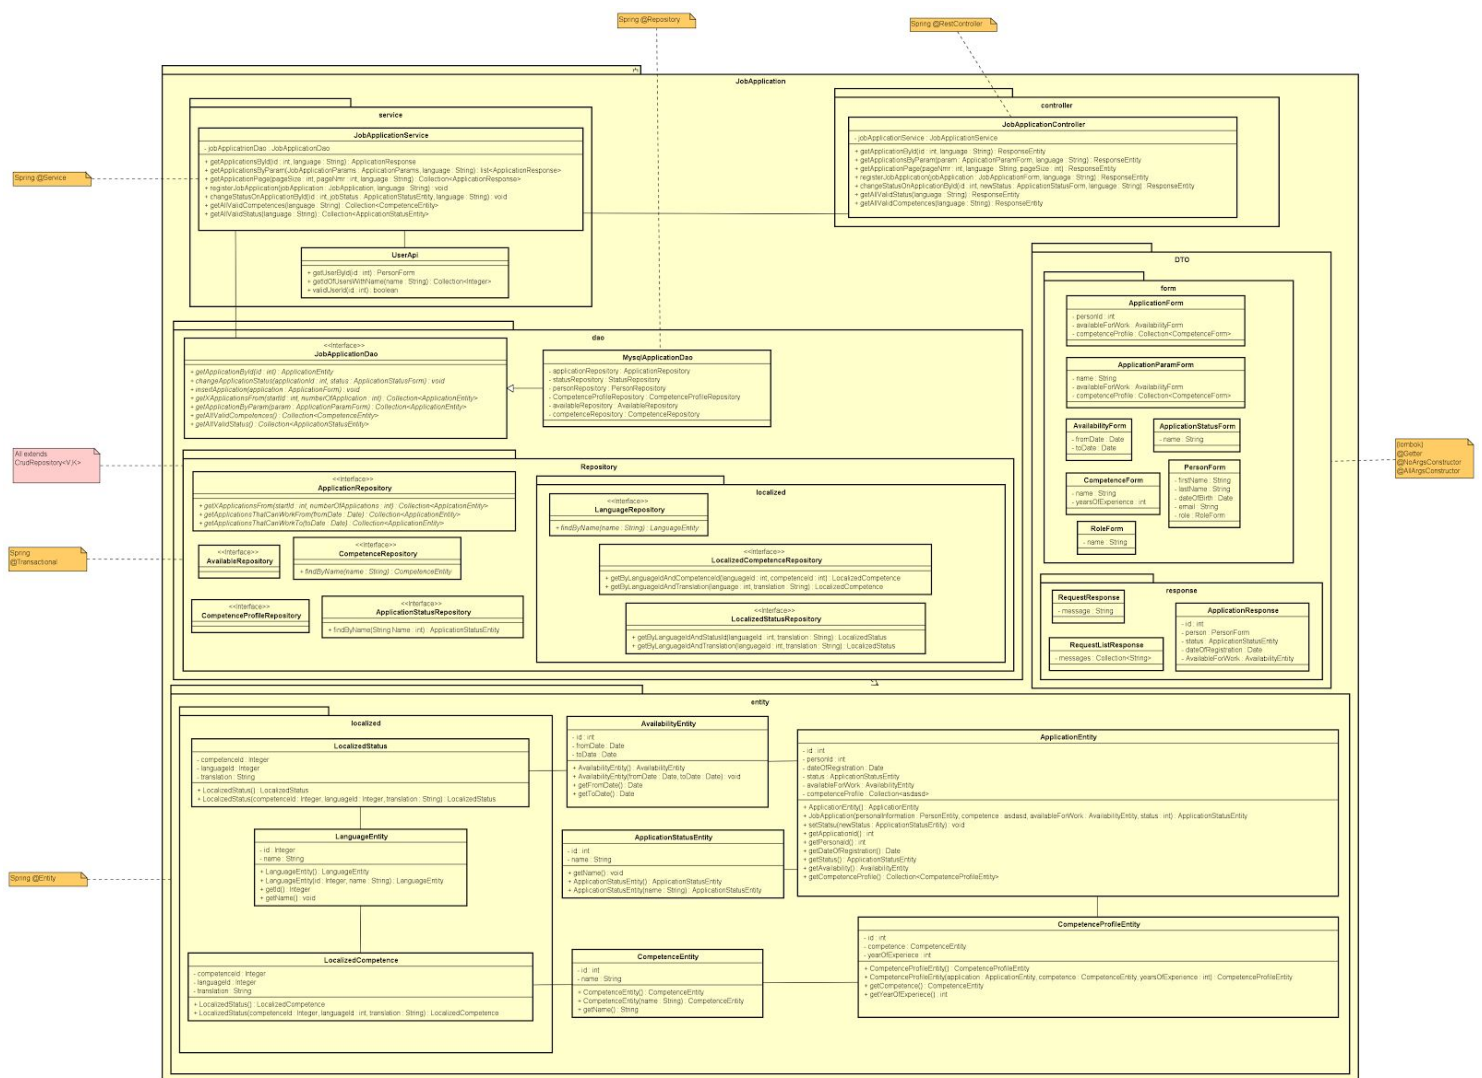 Spring @Repository
Spring @RestController
JobApplication
service
JobApplicationService
- jobApplicatrionDao : JobApplicationDao
+ getApplicationsById(id : int, language : String) : ApplicationResponse
+ getApplactionsByParam(JobApplicationParams : ApplicationParams, language : String) : list<ApplicationResponse>
+ getApplicationPage(pageSize : int, pageNmr : int, language : String) : Collection<ApplicationResponse>
+ registerJobApplication(jobApplication : JobApplication, language : String) : void
+ changeStatusOnApplicationById(id : int, jobStatus : ApplicationStatusEntity, language : String) : void
+ getAllValidCompetences(language : String) : Collection<CompetenceEntity>
+ getAllValidStatus(language : String) : Collection<ApplicationStatusEntity>
Spring @Service
UserApi
+ getUserById(id : int) : PersonForm
+ getIdOfUsersWithName(name : String) : Collection<Integer>
+ validUserId(id : int) : boolean
controller
JobApplicationController
- jobApplicationService : JobApplicationService
+ getApplicationById(id : int, language : String) : ResponseEntity
+ getApplicationsByParam(param : ApplicationParamForm, language : String) : ResponseEntity
+ getApplicationPage(pageNmr : int, language : String, pageSize : int) : ResponseEntity
+ registerJobApplication(jobApplication : JobApplicationForm, language : String) : ResponseEntity
+ changeStatusOnApplicationById(id : int, newStatus : ApplicationStatusForm, language : String) : ResponseEntity
+ getAllValidStatus(language : String) : ResponseEntity
+ getAllValidCompetences(language : String) : ResponseEntity
dao
<<Interface>>
JobApplicationDao
+ getApplicationById(id : int) : ApplicationEntity
+ changeApplicationStatus(applicationId : int, status : ApplicationStatusForm) : void
+ insertApplication(application : ApplicationForm) : void
+ getXApplicationsFrom(startId : int, numberOfApplication : int) : Collection<ApplicationEntity>
+ getApplicationByParam(param : ApplicationParamForm) : Collection<ApplicationEntity>
+ getAllValidCompetences() : Collection<CompetenceEntity>
+ getAllValidStatus() : Collection<ApplicationStatusEntity>
MysqlApplicationDao
- applicationRepository : ApplicationRepository
- statusRepository : StatusRepository
- personRepository : PersonRepository
- CompetenceProfileRepository : CompetenceProfileRepository
- availableRepository : AvailableRepository
- competenceRepository : CompetenceRepository
All extends
CrudRepository<V,K>
Repository
<<Interface>>
ApplicationRepository
+ getXApplicationsFrom(startId : int, numberOfApplications : int) : Collection<ApplicationEntity>
+ getApplicationsThatCanWorkFrom(fromDate : Date) : Collection<ApplicationEntity>
+ getApplicationsThatCanWorkTo(toDate : Date) : Collection<ApplicationEntity>
<<Interface>>
AvailableRepository
<<Interface>>
CompetenceRepository
+ findByName(name : String) : CompetenceEntity
<<Interface>>
CompetenceProfileRepository
<<Interface>>
ApplicationStatusRepository
+ findByName(String Name : int) : ApplicationStatusEntity
Spring
@Transactional
localized
<<Interface>>
LanguageRepository
+ findByName(name : String) : LanguageEntity
<<Interface>>
LocalizedCompetenceRepository
+ getByLanguageIdAndCompetenceId(languageId : int, competenceId : int) : LocalizedCompetence
+ getByLanguageIdAndTranslation(language : int, translation : String) : LocalizedCompetence
<<Interface>>
LocalizedStatusRepository
+ getByLanguageIdAndStatusId(languageId : int, translation : String) : LocalizedStatus
+ getByLanguageIdAndTranslation(languageId : int, translation : String) : LocalizedStatus
DTO
form
ApplicationForm
- personId : int
- availableForWork : AvailabilityForm
- competenceProfile : Collection<CompetenceForm>
ApplicationParamForm
- name : String
- availableForWork : AvailabilityForm
- competenceProfile : Collection<CompetenceForm>
AvailabilityForm
- fromDate : Date
- toDate : Date
ApplicationStatusForm
- name : String
CompetenceForm
- name : String
- yearsOfExperience : int
PersonForm
- firstName : String
- lastName : String
- dateOfBirth : Date
- email : String
- role : RoleForm
RoleForm
- name : String
(lombok)
@Getter
@NoArgsConstructor
@AllArgsConstructor
response
RequestResponse
- message : String
RequestListResponse
- messages : Collection<String>
ApplicationResponse
- id : int
- person : PersonForm
- status : ApplicationStatusEntity
- dateOfRegistration : Date
- AvailableForWork : AvailabilityEntity
entity
localized
LocalizedStatus
- competenceId : Integer
- languageId : Integer
- translation : String
+ LocalizedStatus() : LocalizedStatus
+ LocalizedStatus(competenceId : Integer, languageId : Integer, translation : String) : LocalizedStatus
LanguageEntity
- id : Integer
- name : String
+ LanguageEntity() : LanguageEntity
+ LanguageEntity(id : Integer, name : String) : LanguageEntity
+ getId() : Integer
+ getName() : void
LocalizedCompetence
- competenceId : Integer
- languageId : Integer
- translation : String
+ LocalizedStatus() : LocalizedCompetence
+ LocalizedStatus(competenceId : Integer, languageId : int, translation : String) : LocalizedCompetence
Spring @Entity
AvailabilityEntity
- id : int
- fromDate : Date
- toDate : Date
+ AvailabilityEntity() : AvailabilityEntity
+ AvailabilityEntity(fromDate : Date, toDate : Date) : void
+ getFromDate() : Date
+ getToDate() : Date
ApplicationStatusEntity
- id : int
- name : String
+ getName() : void
+ ApplicationStatusEntity() : ApplicationStatusEntity
+ ApplicationStatusEntity(name : String) : ApplicationStatusEntity
CompetenceEntity
- id : int
- name : String
+ CompetenceEntity() : CompetenceEntity
+ CompetenceEntity(name : String) : CompetenceEntity
+ getName() : String
ApplicationEntity
- id : int
- personId : int
- dateOfRegistration : Date
- status : ApplicationStatusEntity
- availableForWork : AvailabilityEntity
- competenceProfile : Collection<asdasd>
+ ApplicationEntity() : ApplicationEntity
+ JobApplication(personalInformation : PersonEntity, competence : asdasd, availableForWork : AvailabilityEntity, status : int) : ApplicationStatusEntity
+ setStatsu(newStatus : ApplicationStatusEntity) : void
+ getApplicationId() : int
+ getPersonaId() : int
+ getDateOfRegistration() : Date
+ getStatus() : ApplicationStatusEntity
+ getAvariability() : AvailabilityEntity
+ getCompetenceProfile() : Collection<CompetenceProfileEntity>
CompetenceProfileEntity
- id : int
- competence : CompetenceEntity
- yearOfExperiece : int
+ CompetenceProfileEntity() : CompetenceProfileEntity
+ CompetenceProfileEntity(application : ApplicationEntity, competence : CompetenceEntity, yearsOfExperience : int) : CompetenceProfileEntity
+ getCompetence() : CompetenceEntity
+ getYearOfExperiece() : int